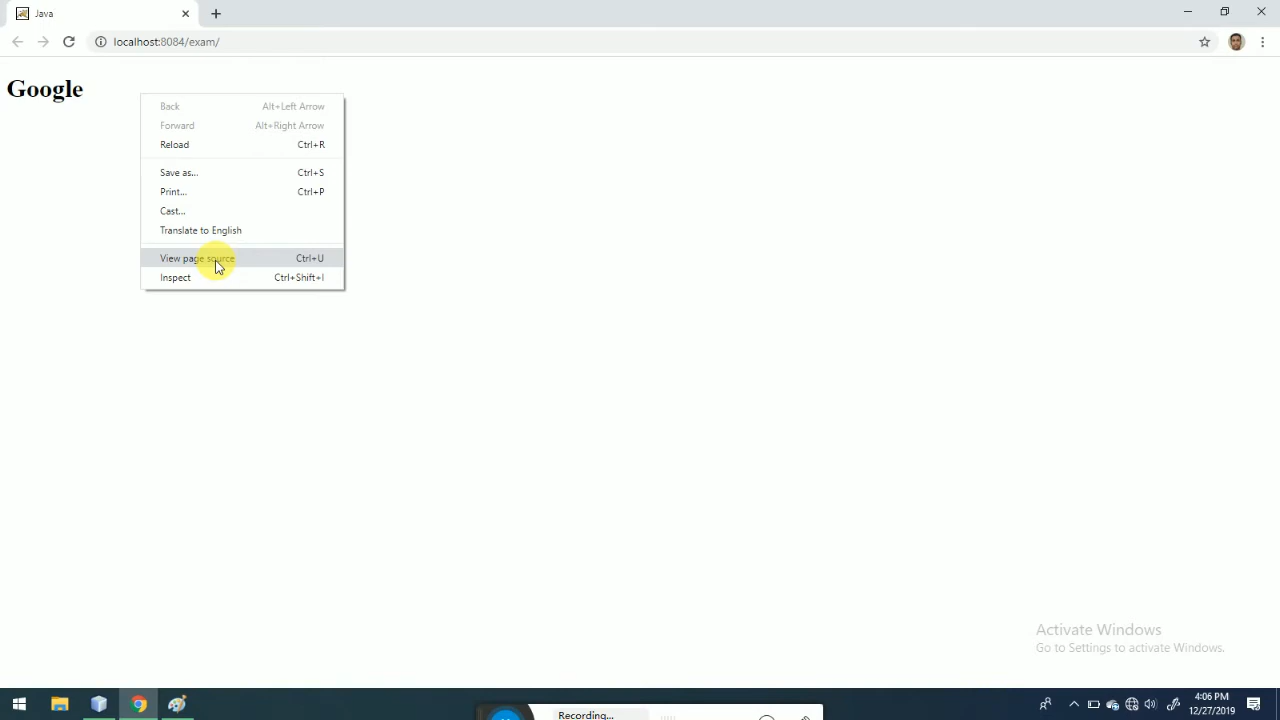 Java
localhost:8084/exam/
Google
Back Alt+Left Arrow
Forward Alt+Right Arrow
Reload Ctrl+R
Save as... Ctrl+S
Print... Ctrl+P
Cast...
Translate to English
View page source Ctrl+U
Inspect Ctrl+Shift+I
Activate Windows
Go to Settings to activate Windows.
Recording...
4:06 PM
12/27/2019